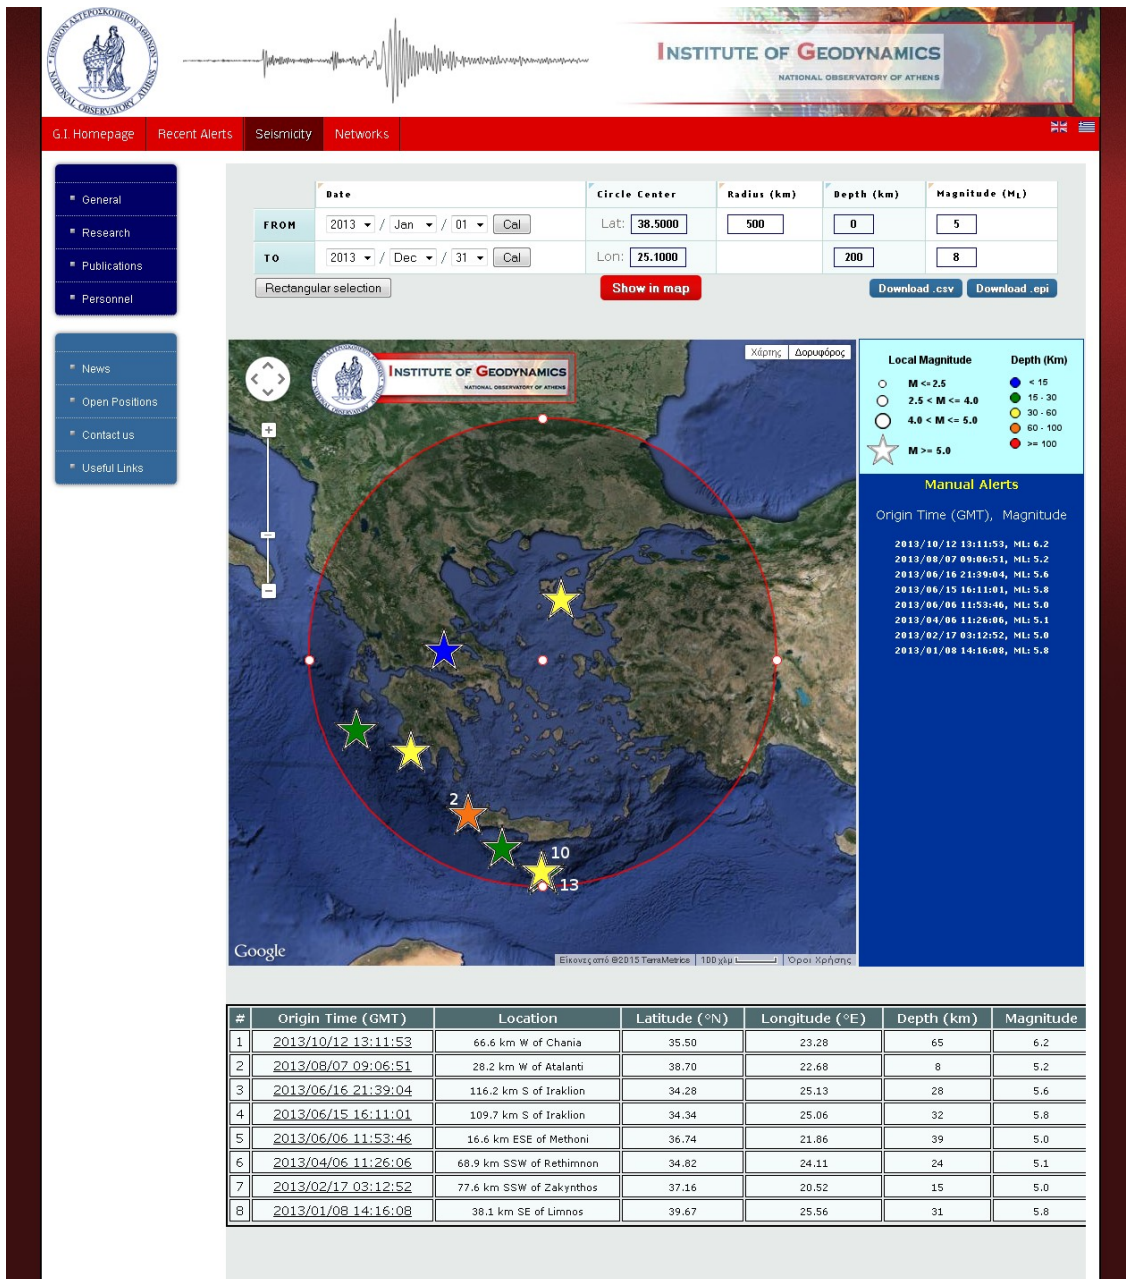 ΕΘΝΙΚΟΝ ΑΣΤΕΡΟΣΚΟΠΕΙΟΝ ΑΘΗΝΩΝ
NATIONAL OBSERVATORY ATHENS
INSTITUTE OF GEODYNAMICS
NATIONAL OBSERVATORY OF ATHENS
G.I. Homepage Recent Alerts Seismicity Networks
General
Research
Publications
Personnel
News
Open Positions
Contact us
Useful Links
Date Circle Center Radius (km) Depth (km) Magnitude (ML)
FROM 2013 / Jan / 01 Cal Lat: 38.5000 500 0 5
TO 2013 / Dec / 31 Cal Lon: 25.1000 200 8
Rectangular selection Show in map Download .csv Download .epi
INSTITUTE OF GEODYNAMICS
NATIONAL OBSERVATORY OF ATHENS
Χάρτης Δορυφόρος
2
10
13
Google
Εικονες από ©2015 TerraMetrics 100 χλμ Όροι Χρήσης
Local Magnitude Depth (Km)
M <= 2.5 < 15
2.5 < M <= 4.0 15 - 30
4.0 < M <= 5.0 30 - 60
60 - 100
M >= 5.0 >= 100
Manual Alerts
Origin Time (GMT), Magnitude
2013/10/12 13:11:53, ML: 6.2
2013/08/07 09:06:51, ML: 5.2
2013/06/16 21:39:04, ML: 5.6
2013/06/15 16:11:01, ML: 5.8
2013/06/06 11:53:46, ML: 5.0
2013/04/06 11:26:06, ML: 5.1
2013/02/17 03:12:52, ML: 5.0
2013/01/08 14:16:08, ML: 5.8
# Origin Time (GMT) Location Latitude (°N) Longitude (°E) Depth (km) Magnitude
1 2013/10/12 13:11:53 66.6 km W of Chania 35.50 23.28 65 6.2
2 2013/08/07 09:06:51 28.2 km W of Atalanti 38.70 22.68 8 5.2
3 2013/06/16 21:39:04 116.2 km S of Iraklion 34.28 25.13 28 5.6
4 2013/06/15 16:11:01 109.7 km S of Iraklion 34.34 25.06 32 5.8
5 2013/06/06 11:53:46 16.6 km ESE of Methoni 36.74 21.86 39 5.0
6 2013/04/06 11:26:06 68.9 km SSW of Rethimnon 34.82 24.11 24 5.1
7 2013/02/17 03:12:52 77.6 km SSW of Zakynthos 37.16 20.52 15 5.0
8 2013/01/08 14:16:08 38.1 km SE of Limnos 39.67 25.56 31 5.8